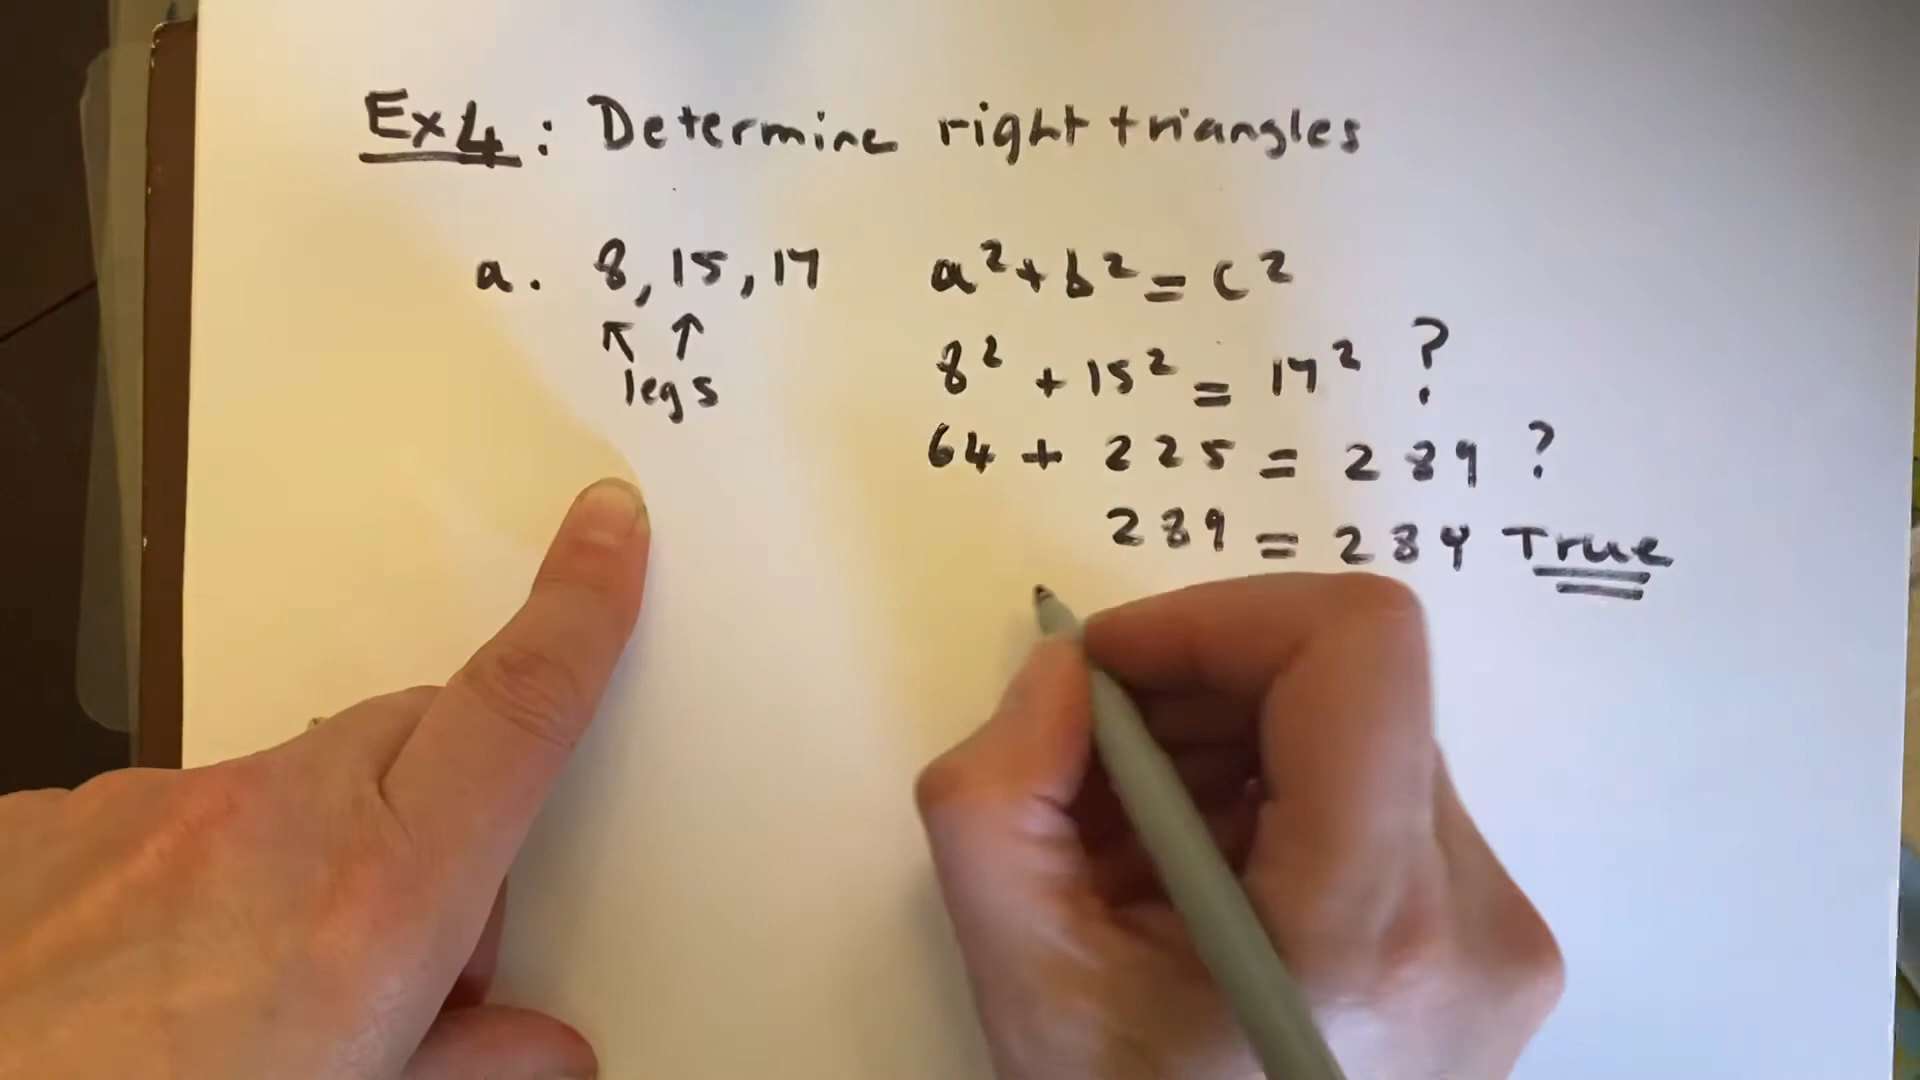 Ex4: Determine right triangles
a. 8, 15, 17 a² + b² = c²
↖ ↑
legs
8² + 15² = 17² ?
64 + 225 = 289 ?
289 = 289 True